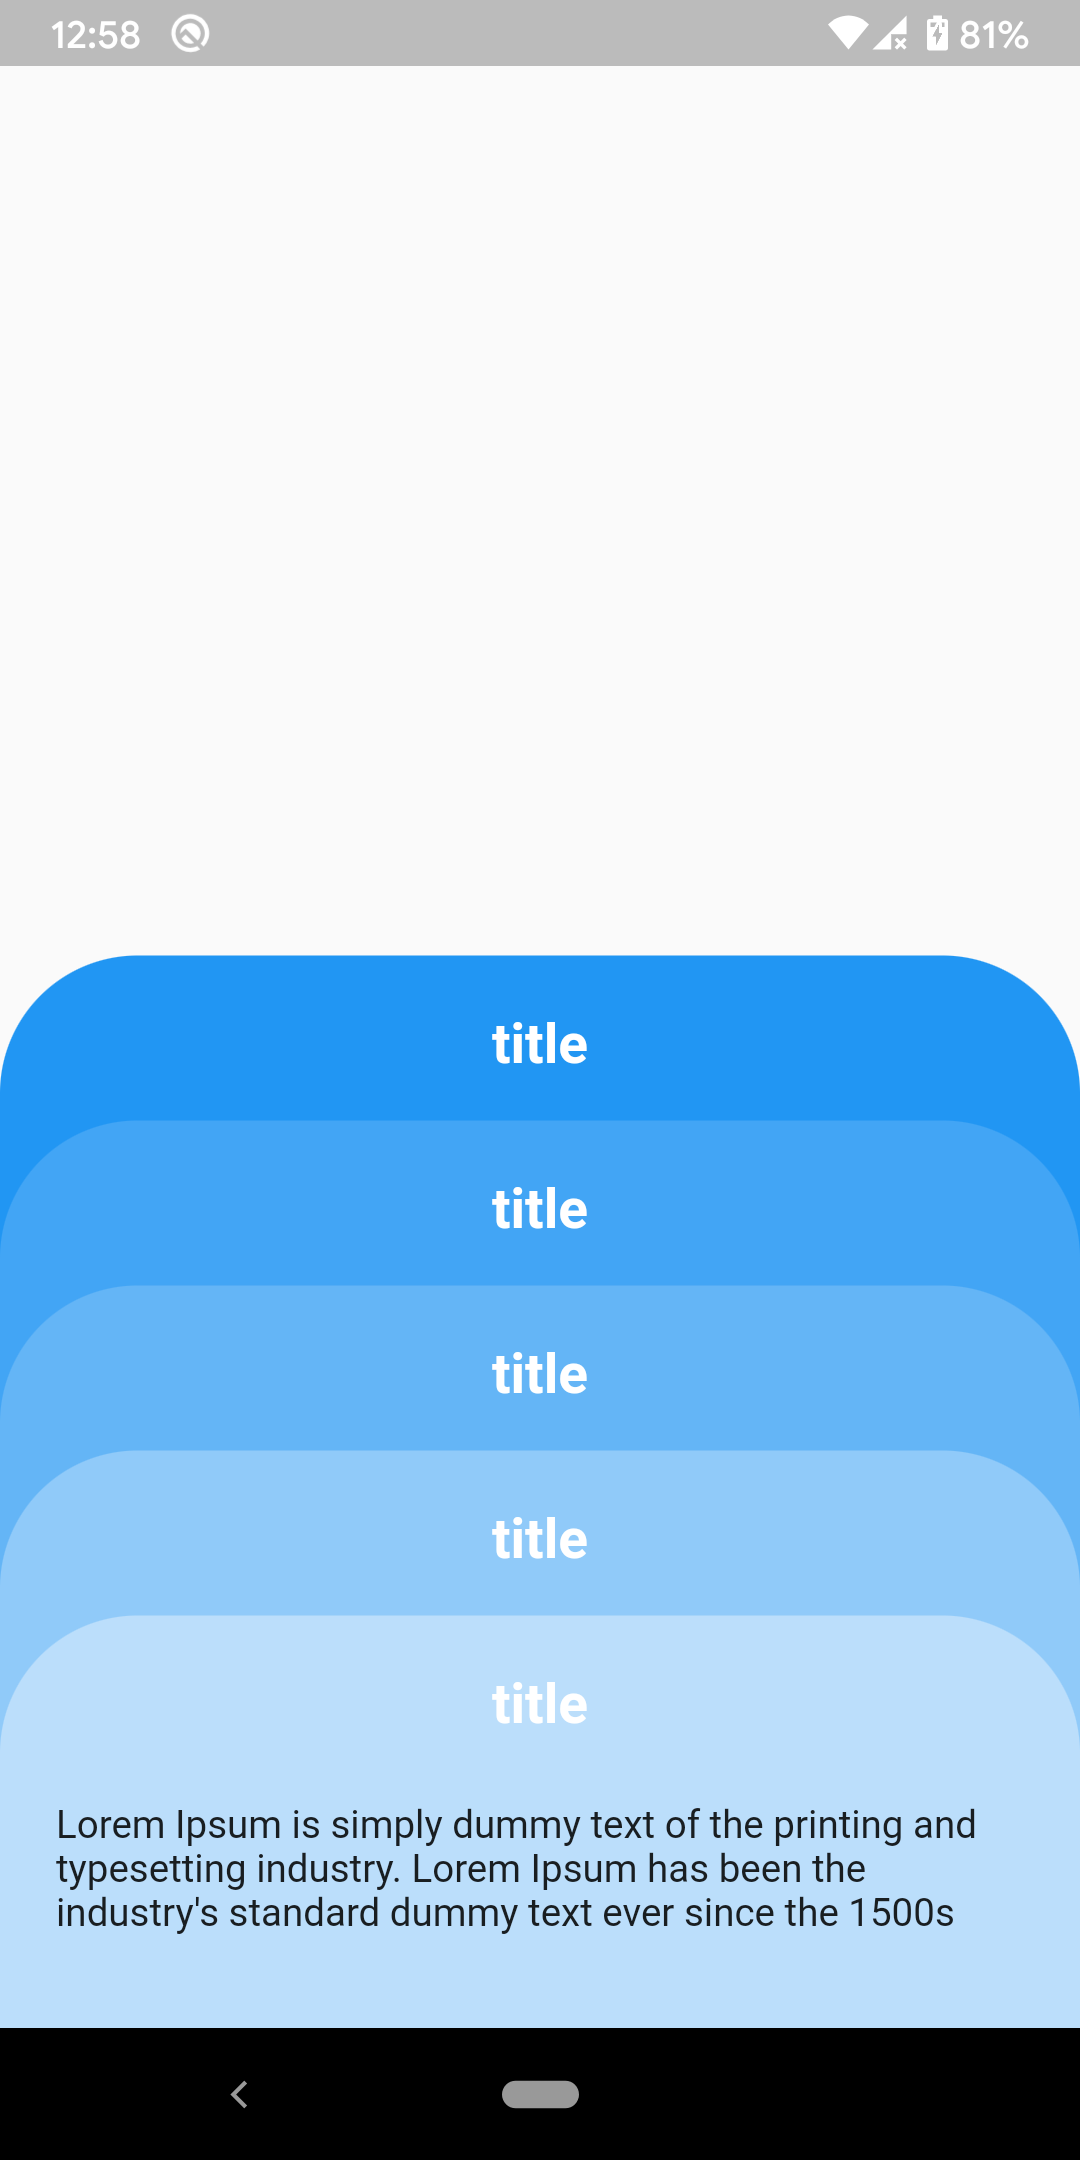 12:58 81%
title
title
title
title
title
Lorem Ipsum is simply dummy text of the printing and
typesetting industry. Lorem Ipsum has been the
industry's standard dummy text ever since the 1500s